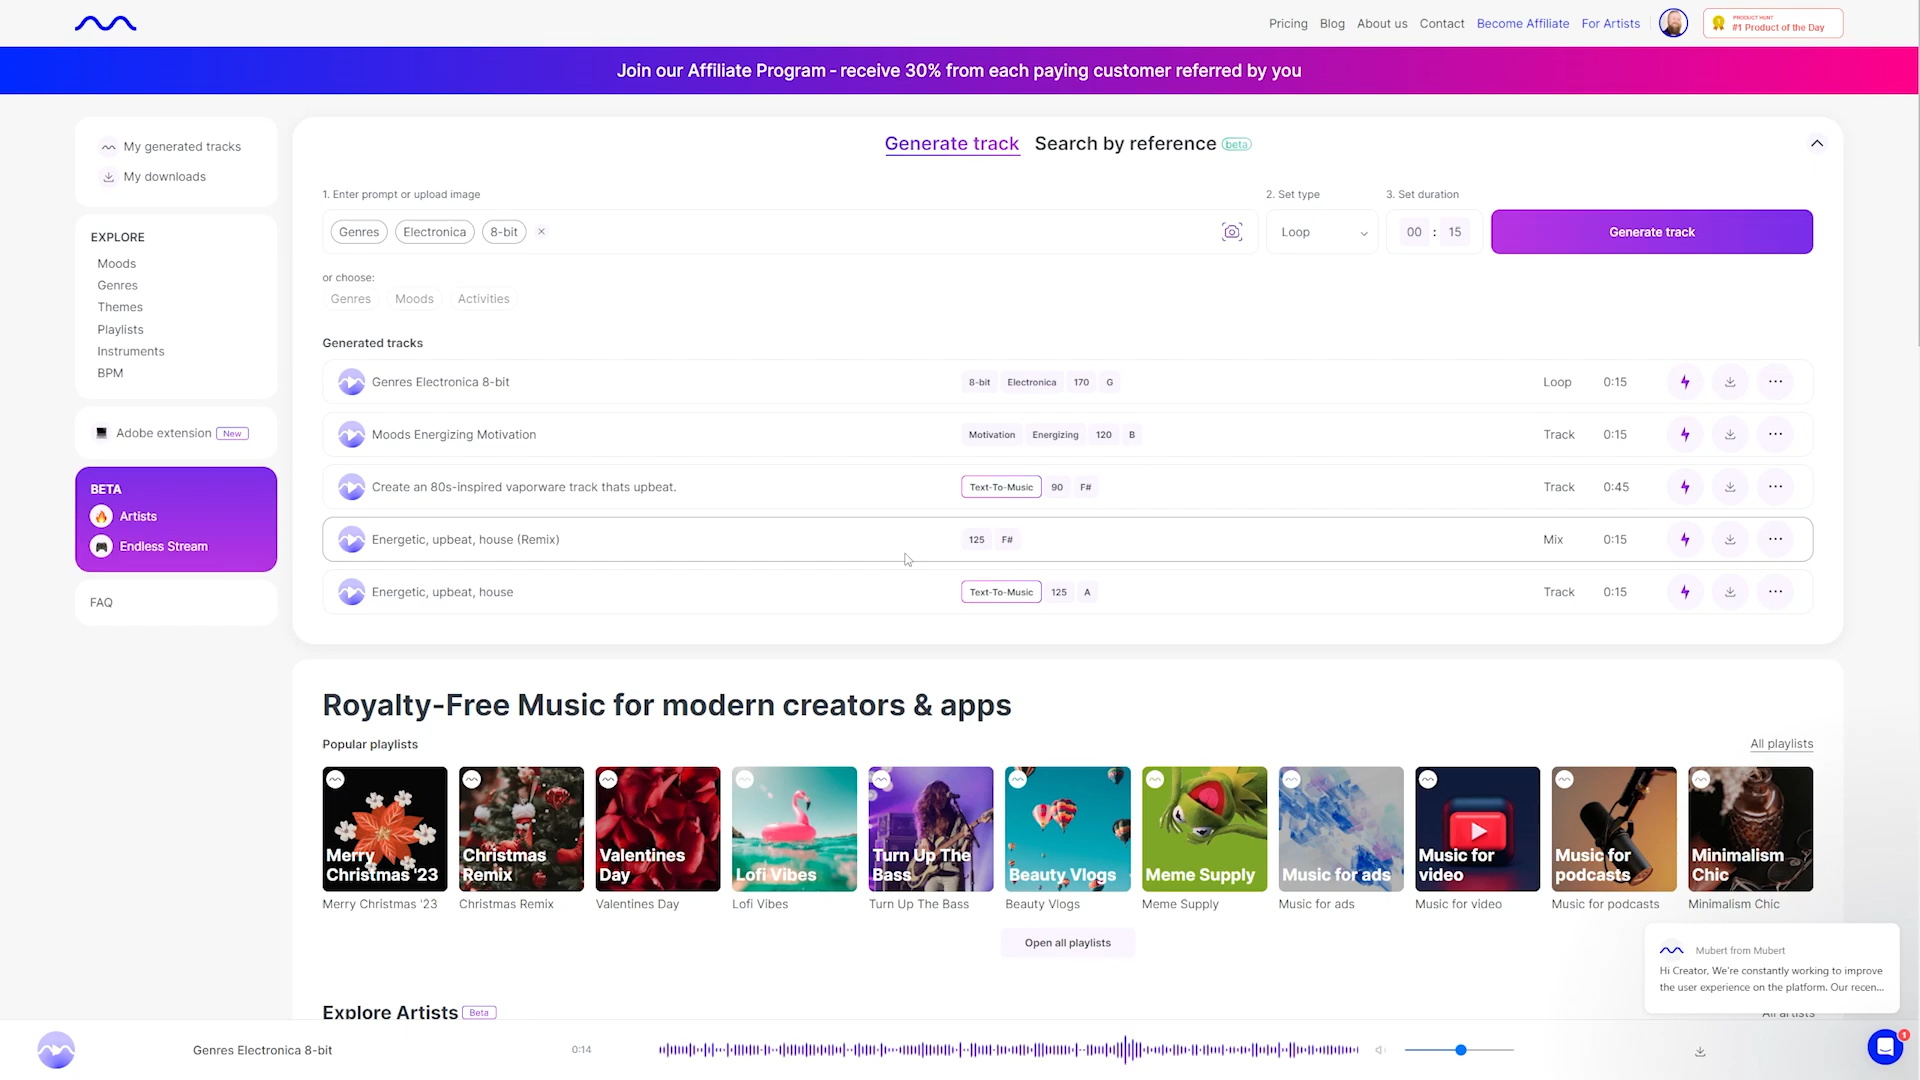 Pricing Blog About us Contact Become Affiliate For Artists
PRODUCT HUNT
#1 Product of the Day
Join our Affiliate Program - receive 30% from each paying customer referred by you
My generated tracks
My downloads
EXPLORE
Moods
Genres
Themes
Playlists
Instruments
BPM
Adobe extension New
BETA
Artists
Endless Stream
FAQ
Generate track Search by reference beta
1. Enter prompt or upload image 2. Set type 3. Set duration
Genres Electronica 8-bit × Loop 00 : 15 Generate track
or choose:
Genres Moods Activities
Generated tracks
Genres Electronica 8-bit 8-bit Electronica 170 G Loop 0:15
Moods Energizing Motivation Motivation Energizing 120 B Track 0:15
Create an 80s-inspired vaporware track thats upbeat. Text-To-Music 90 F# Track 0:45
Energetic, upbeat, house (Remix) 125 F# Mix 0:15
Energetic, upbeat, house Text-To-Music 125 A Track 0:15
Royalty-Free Music for modern creators & apps
Popular playlists All playlists
Merry Christmas '23
Christmas Remix
Valentines Day
Lofi Vibes
Turn Up The Bass
Beauty Vlogs
Meme Supply
Music for ads
Music for video
Music for podcasts
Minimalism Chic
Merry Christmas '23 Christmas Remix Valentines Day Lofi Vibes Turn Up The Bass Beauty Vlogs Meme Supply Music for ads Music for video Music for podcasts Minimalism Chic
Open all playlists
Mubert from Mubert
Hi Creator, We're constantly working to improve
the user experience on the platform. Our recen...
Explore Artists Beta All artists
Genres Electronica 8-bit 0:14
1